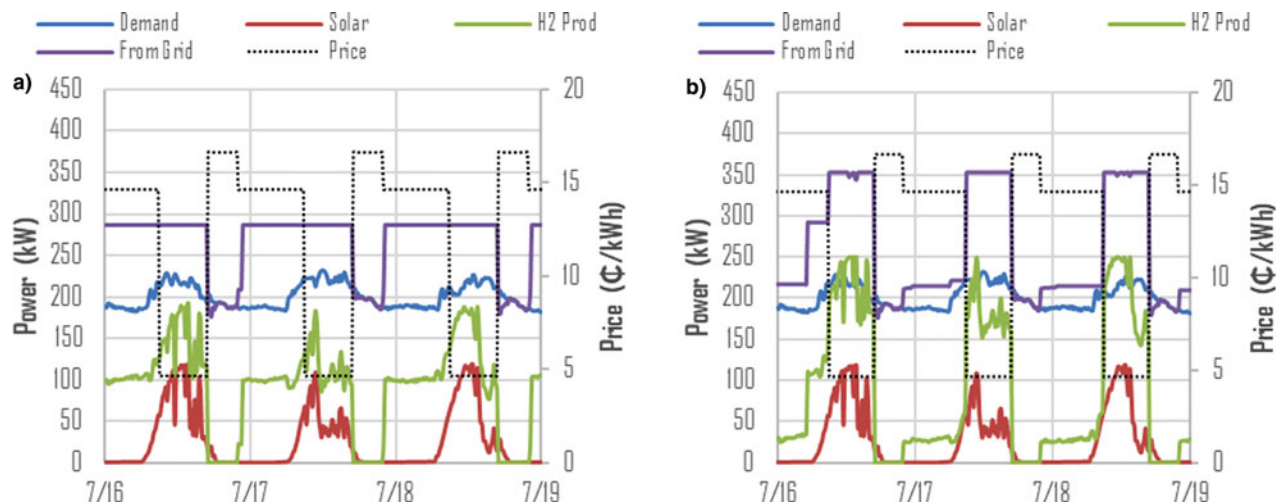 Demand Solar H2 Prod
From Grid Price
a)
450
400
350
300
250
200
150
100
50
0
Power (kW)
20
15
10
5
0
Price (₵/kWh)
7/16 7/17 7/18 7/19
Demand Solar H2 Prod
From Grid Price
b)
450
400
350
300
250
200
150
100
50
0
Power (kW)
20
15
10
5
0
Price (₵/kWh)
7/16 7/17 7/18 7/19